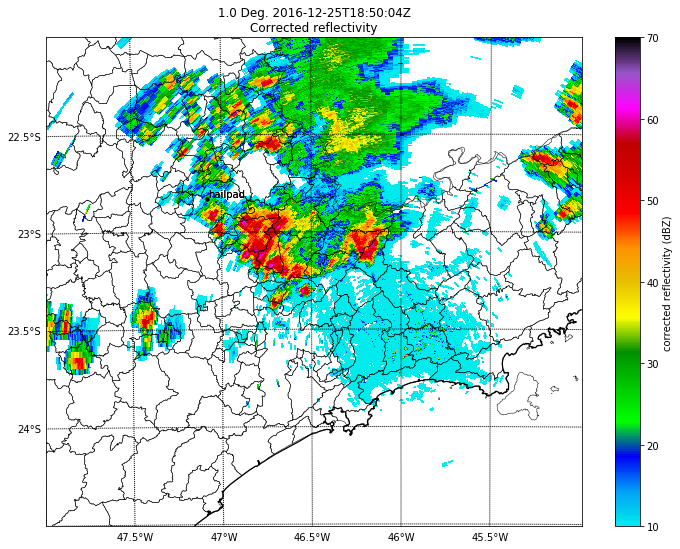 1.0 Deg. 2016-12-25T18:50:04Z
Corrected reflectivity
22.5°S
23°S
23.5°S
24°S
hailpad
47.5°W
47°W
46.5°W
46°W
45.5°W
70
60
50
40
30
20
10
corrected reflectivity (dBZ)